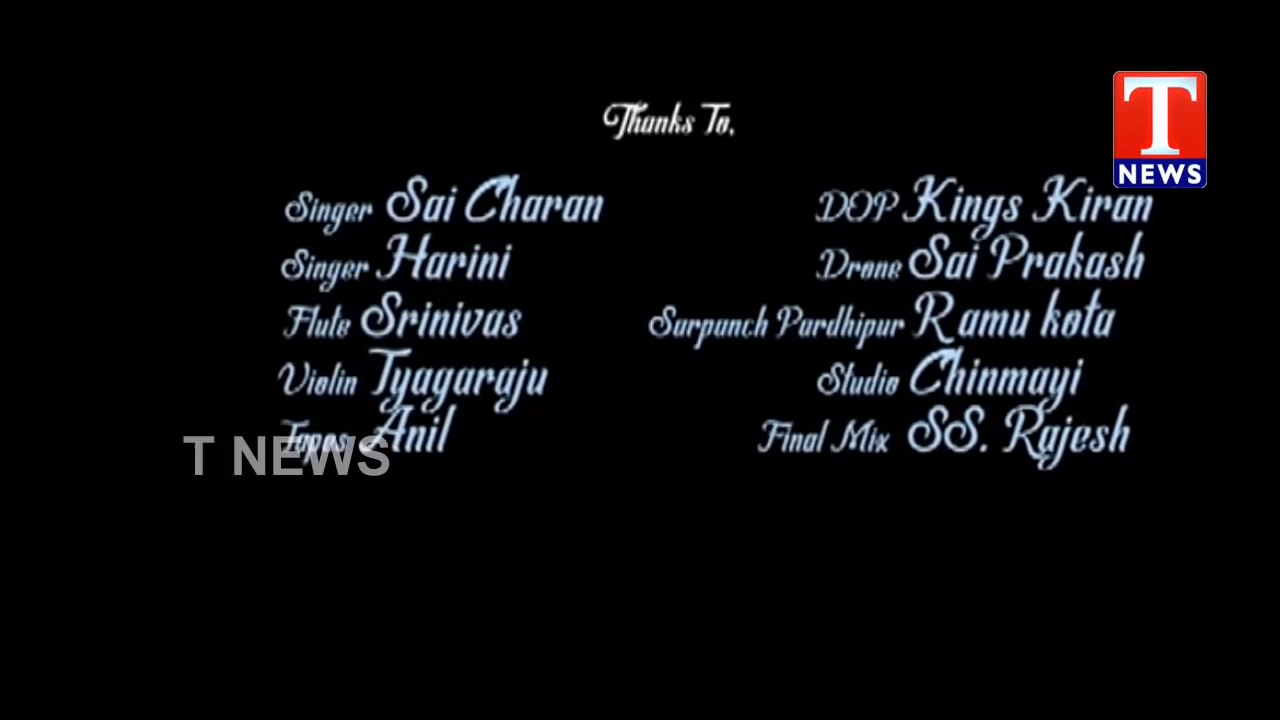 Thanks To,
T
NEWS
Singer Sai Charan
Singer Harini
Flute Srinivas
Violin Tyagaraju
Anil
DOP Kings Kiran
Drone Sai Prakash
Surpanch Pardhipur Ramu kota
Studio Chinmayi
Final Mix SS. Rajesh
T NEWS